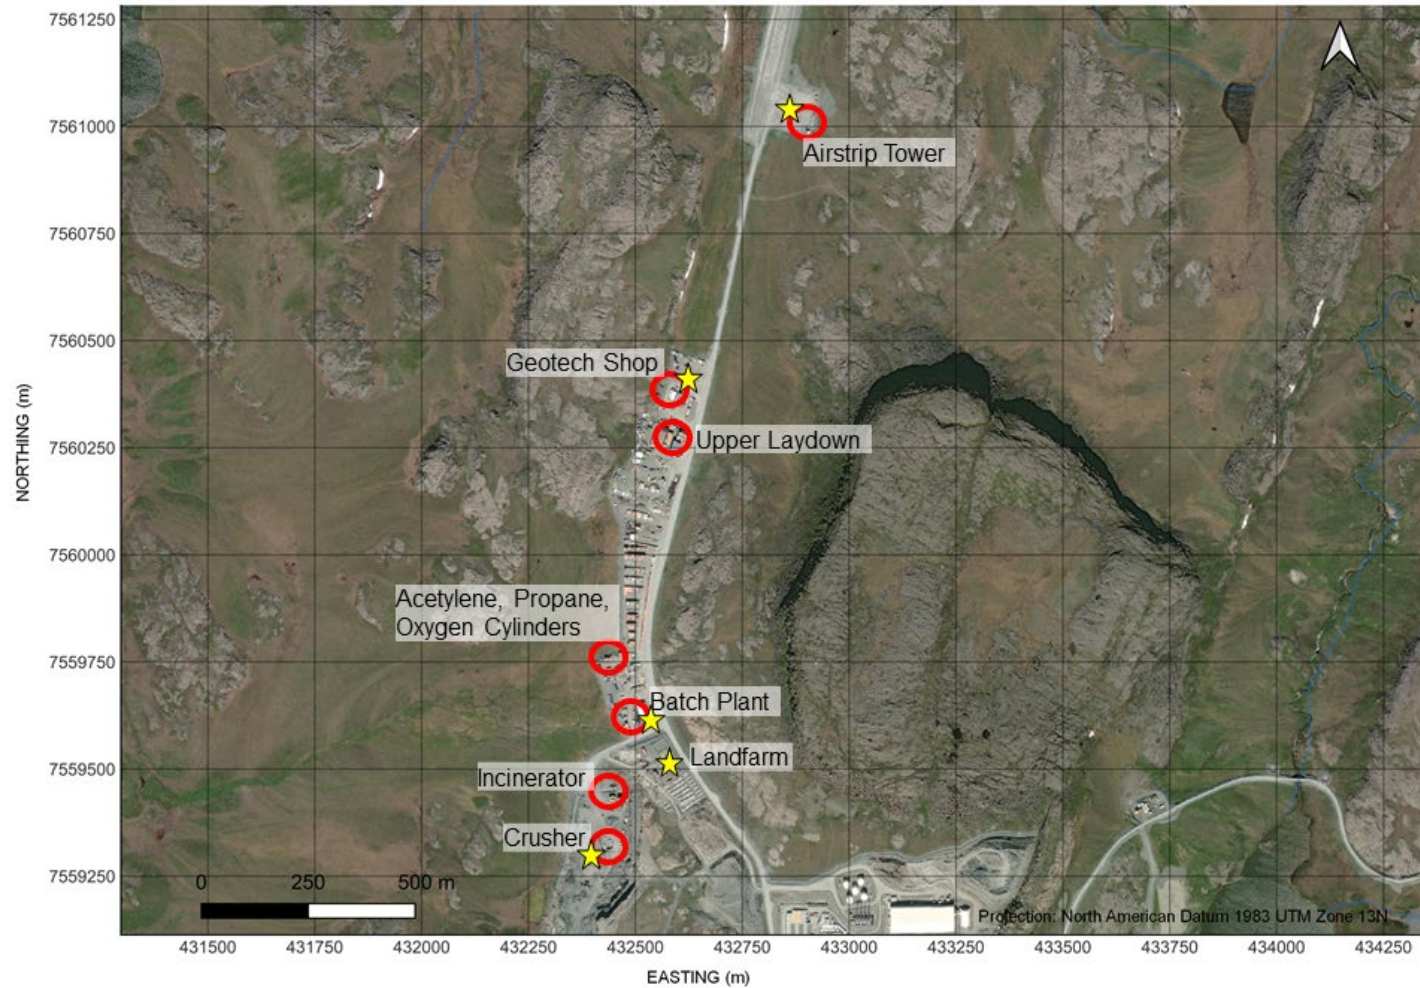 7561250
7561000
Airstrip Tower
7560750
7560500
Geotech Shop
Upper Laydown
7560250
NORTHING (m)
7560000
Acetylene, Propane,
Oxygen Cylinders
7559750
Batch Plant
Landfarm
7559500
Incinerator
Crusher
7559250
0 250 500 m
Projection: North American Datum 1983 UTM Zone 13N
431500 431750 432000 432250 432500 432750 433000 433250 433500 433750 434000 434250
EASTING (m)